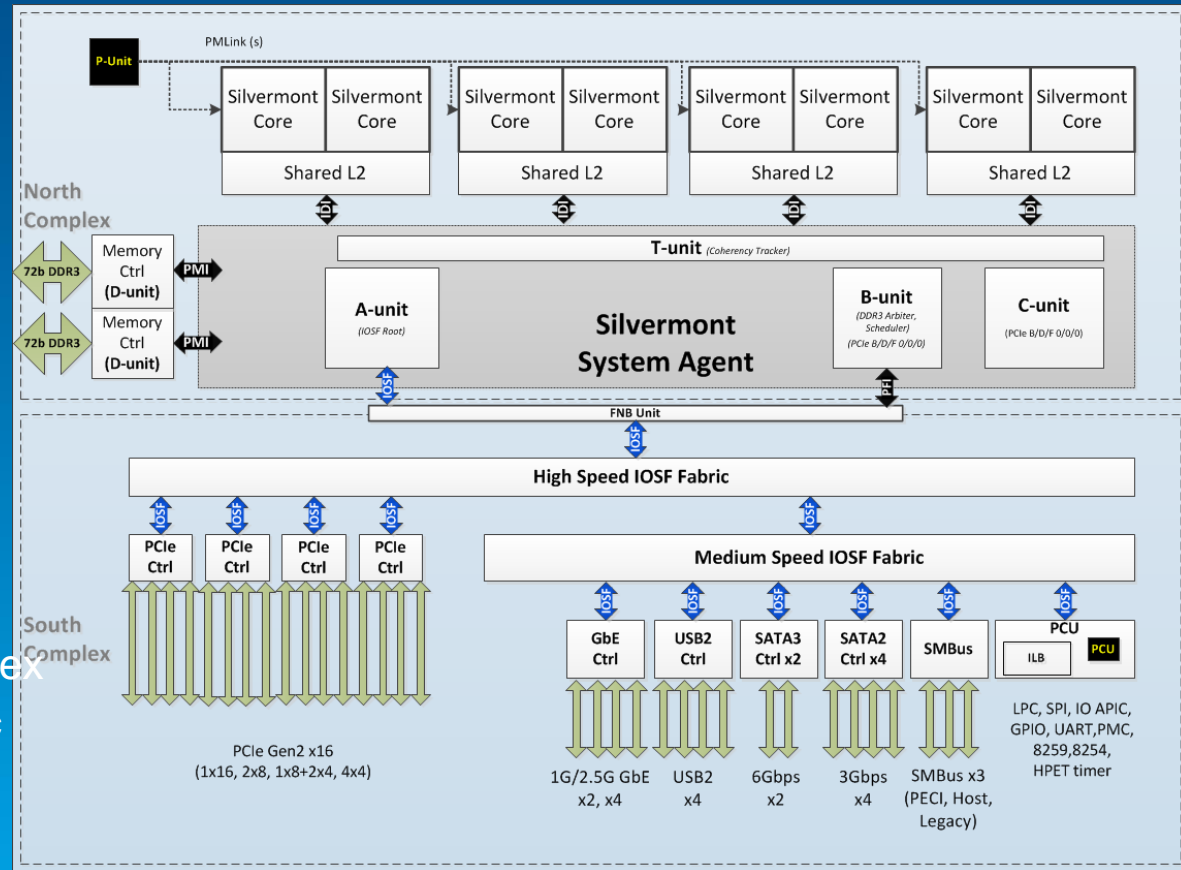 PMLink (s)
P-Unit
Silvermont Core
Silvermont Core
Silvermont Core
Silvermont Core
Silvermont Core
Silvermont Core
Silvermont Core
Silvermont Core
Shared L2
Shared L2
Shared L2
Shared L2
IDI
IDI
IDI
IDI
North
Complex
72b DDR3
Memory
Ctrl
(D-unit)
PMI
72b DDR3
Memory
Ctrl
(D-unit)
PMI
T-unit (Coherency Tracker)
A-unit
(IOSF Root)
Silvermont
System Agent
B-unit
(DDR3 Arbiter,
Scheduler)
(PCIe B/D/F 0/0/0)
C-unit
(PCIe B/D/F 0/0/0)
IOSF
PFI
FNB Unit
IOSF
High Speed IOSF Fabric
IOSF
IOSF
IOSF
IOSF
IOSF
PCIe
Ctrl
PCIe
Ctrl
PCIe
Ctrl
PCIe
Ctrl
Medium Speed IOSF Fabric
IOSF
IOSF
IOSF
IOSF
IOSF
IOSF
South
Complex
ex
GbE
Ctrl
USB2
Ctrl
SATA3
Ctrl x2
SATA2
Ctrl x4
SMBus
PCU
ILB
PCU
PCIe Gen2 x16
(1x16, 2x8, 1x8+2x4, 4x4)
1G/2.5G GbE
x2, x4
USB2
x4
6Gbps
x2
3Gbps
x4
SMBus x3
(PECI, Host,
Legacy)
LPC, SPI, IO APIC,
GPIO, UART,PMC,
8259,8254,
HPET timer